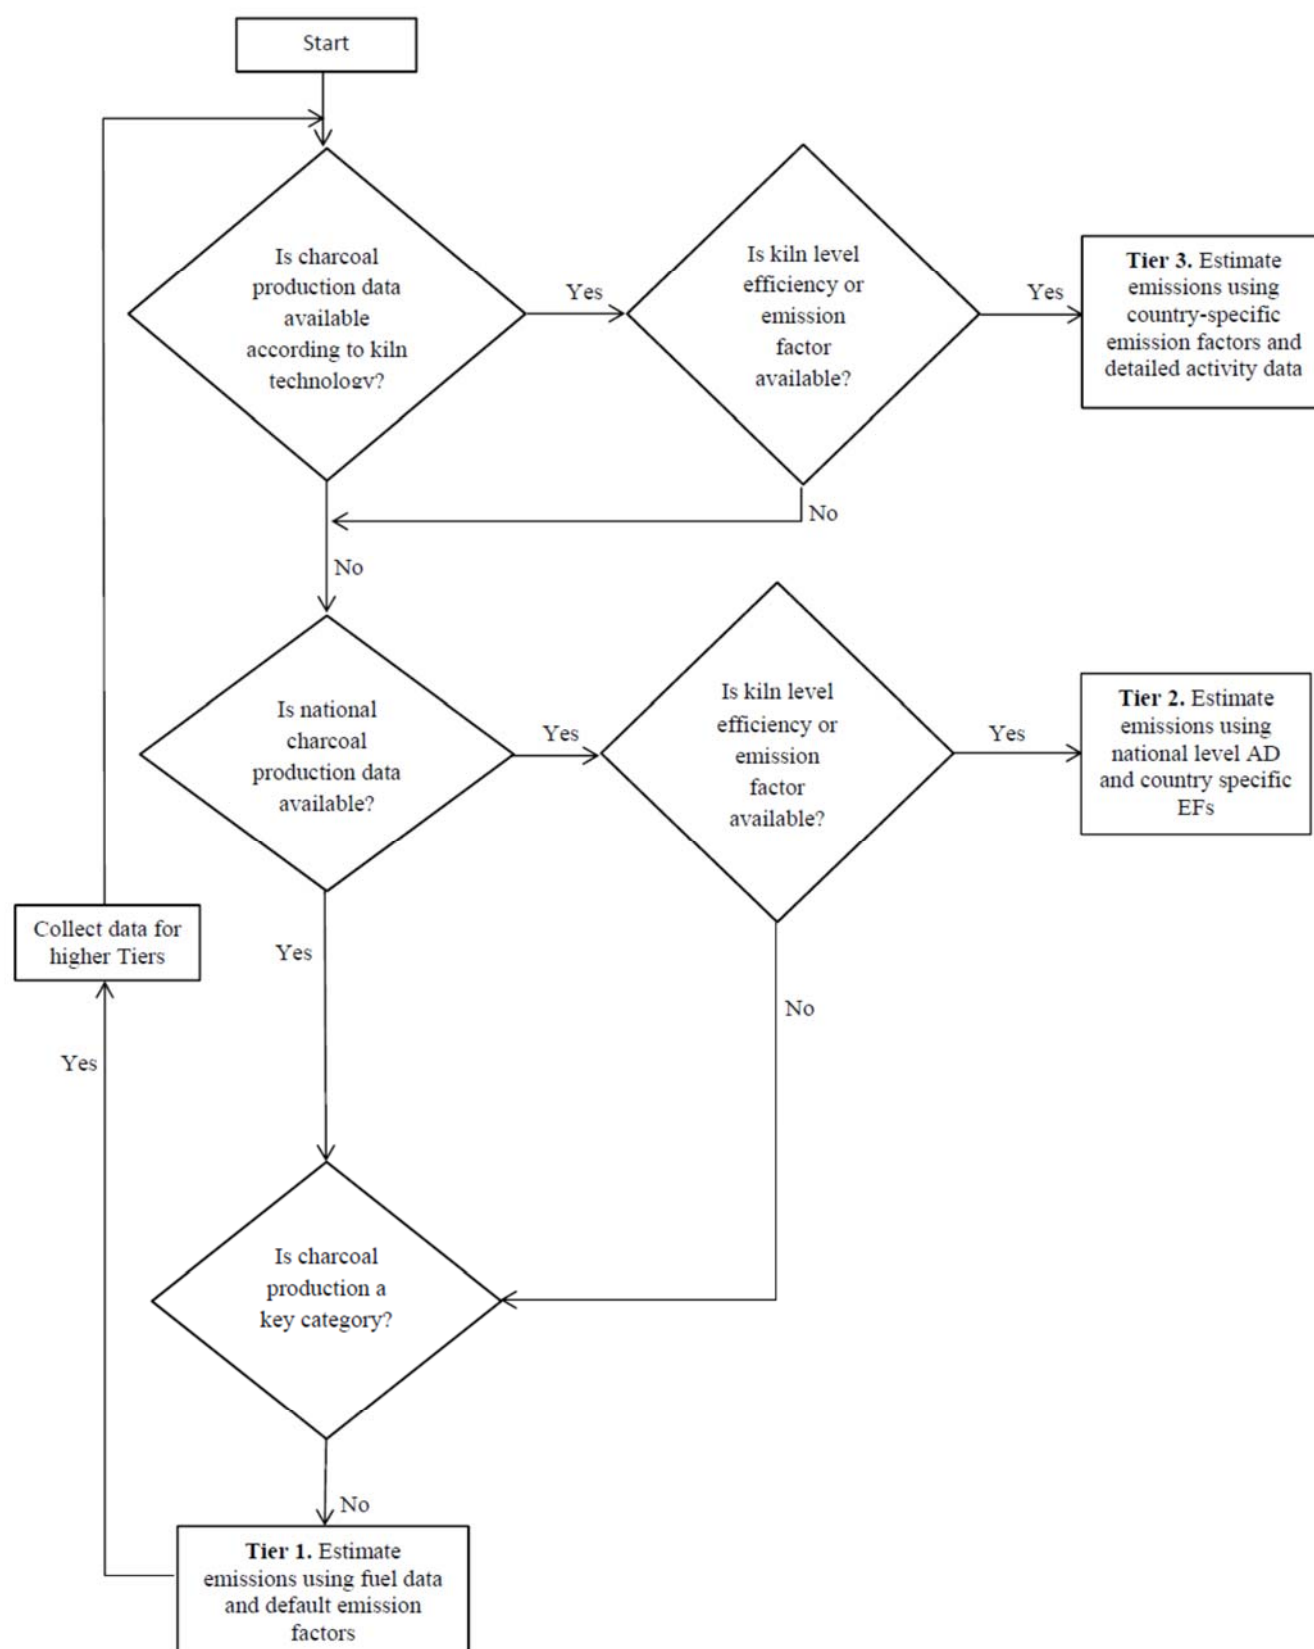 Start
Is charcoal
production data
available
according to kiln
technology?
Yes
Is kiln level
efficiency or
emission
factor
available?
Yes
Tier 3. Estimate
emissions using
country-specific
emission factors and
detailed activity data
No
No
Is national
charcoal
production data
available?
Yes
Is kiln level
efficiency or
emission
factor
available?
Yes
Tier 2. Estimate
emissions using
national level AD
and country specific
EFs
Collect data for
higher Tiers
Yes
No
Yes
Is charcoal
production a
key category?
No
Tier 1. Estimate
emissions using fuel data
and default emission
factors